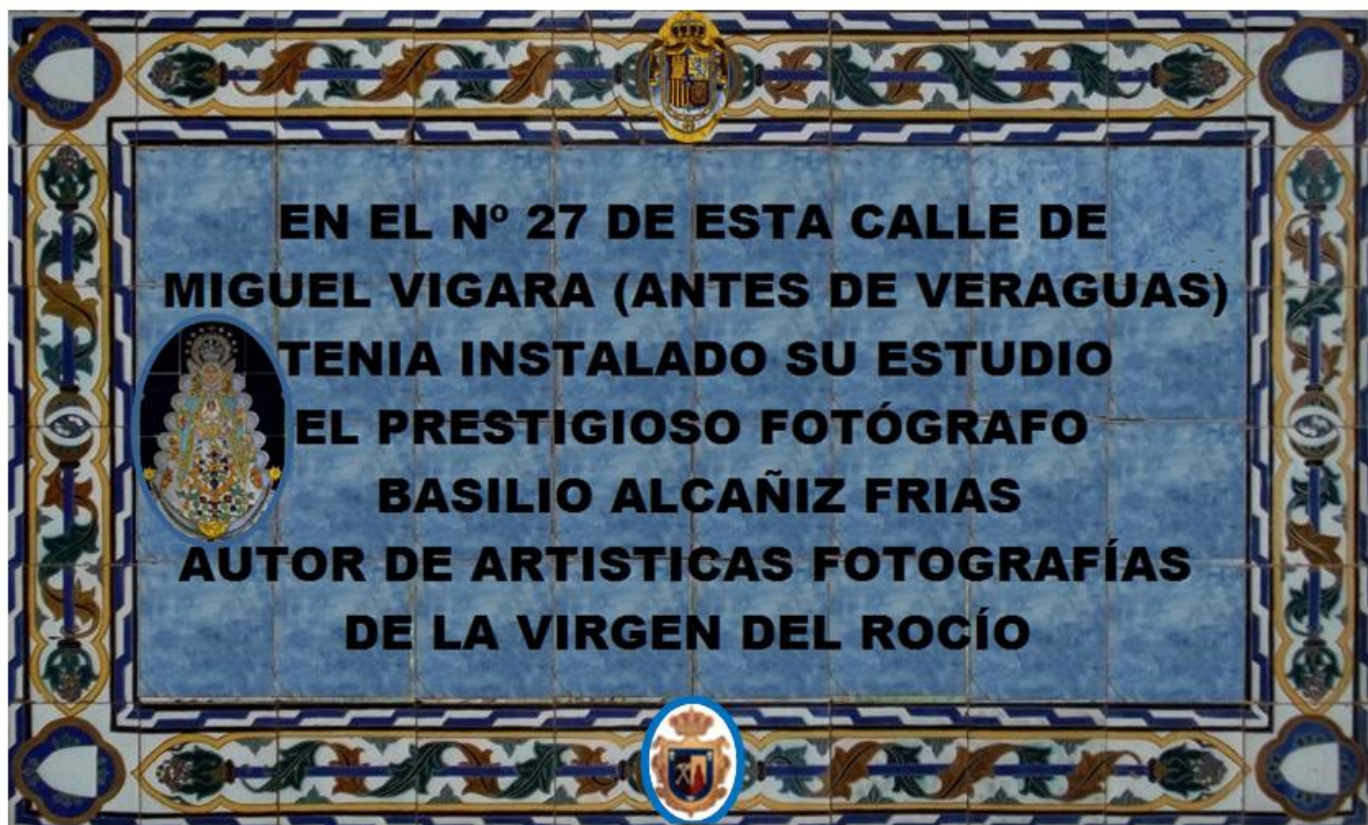 EN EL Nº 27 DE ESTA CALLE DE
MIGUEL VIGARA (ANTES DE VERAGUAS)
TENIA INSTALADO SU ESTUDIO
EL PRESTIGIOSO FOTÓGRAFO
BASILIO ALCAÑIZ FRIAS
AUTOR DE ARTISTICAS FOTOGRAFÍAS
DE LA VIRGEN DEL ROCÍO